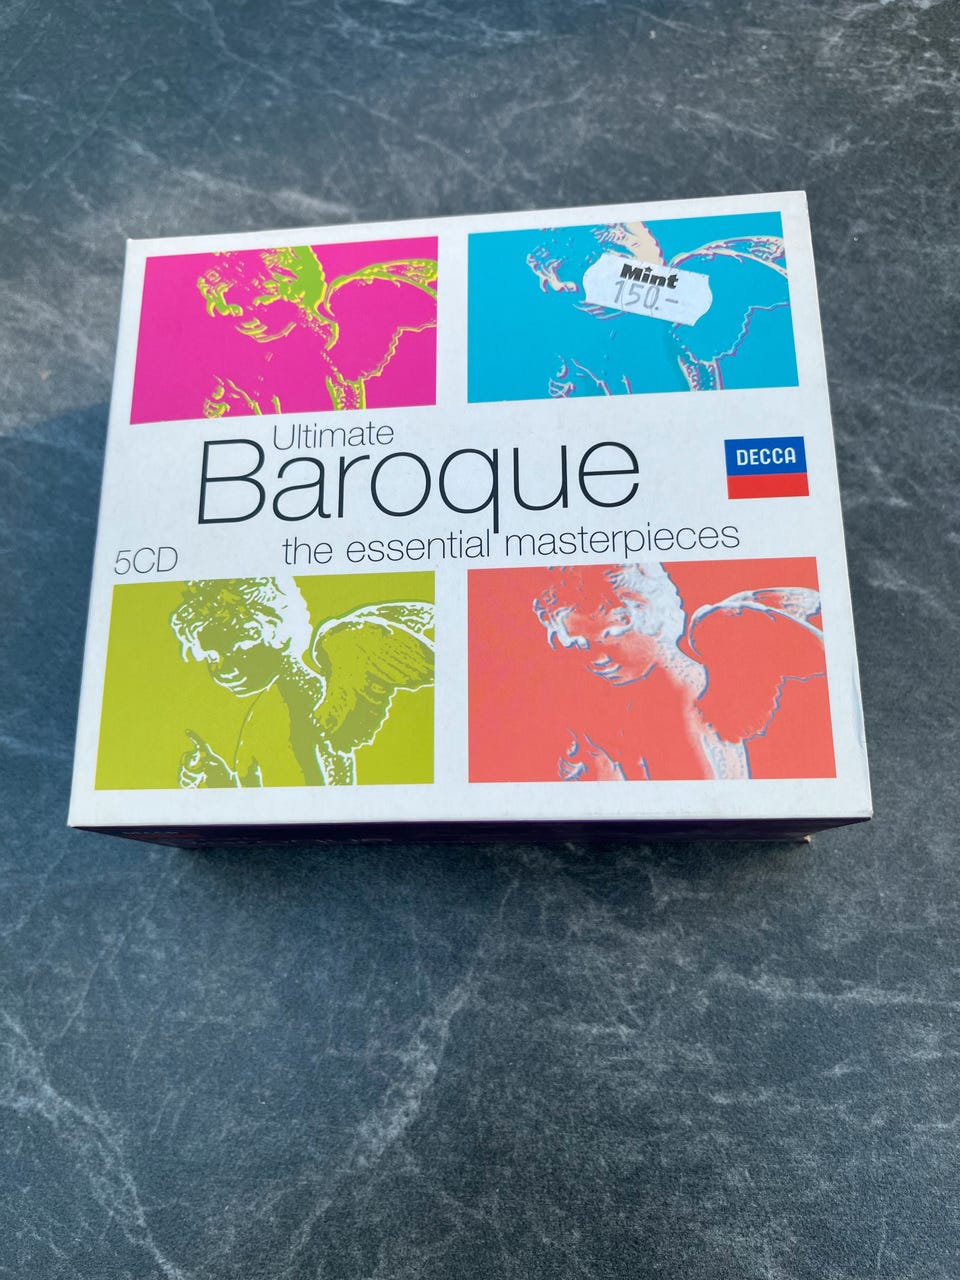 Mint
150.-
Ultimate
Baroque
DECCA
the essential masterpieces
5CD